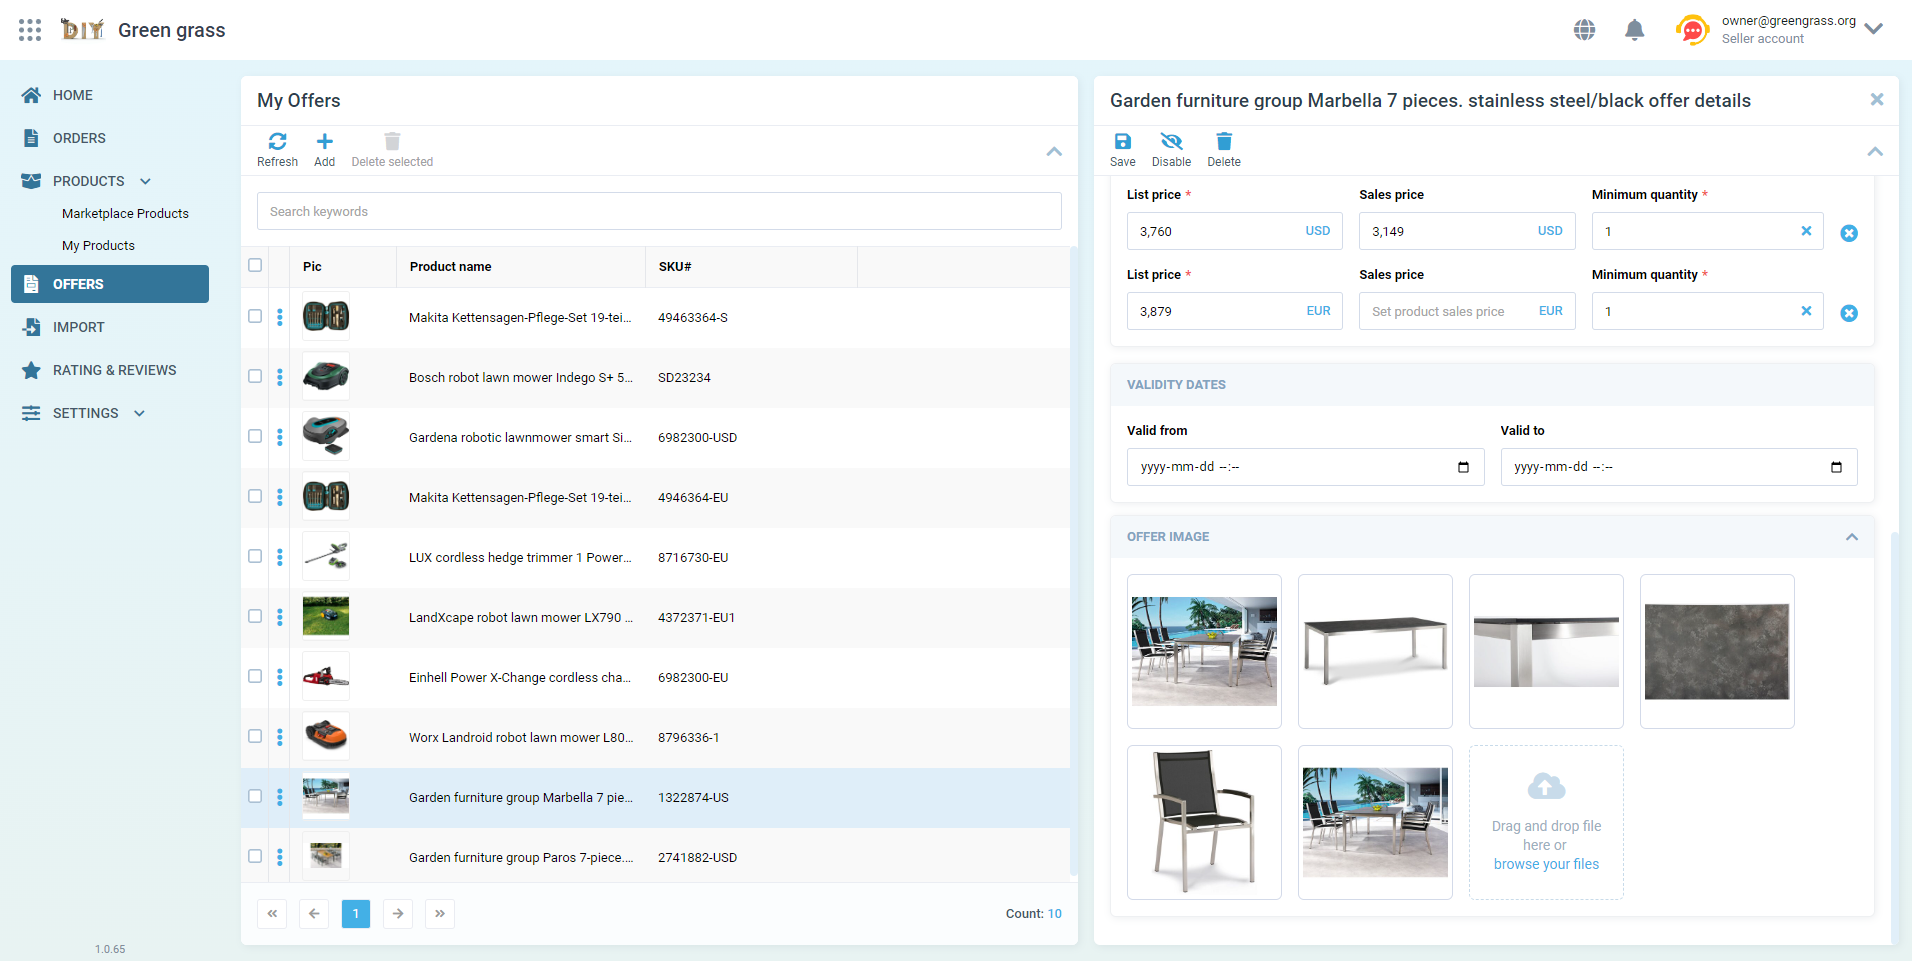 DIY
Green grass
owner@greengrass.org
Seller account
HOME
ORDERS
PRODUCTS
Marketplace Products
My Products
OFFERS
IMPORT
RATING & REVIEWS
SETTINGS
1.0.65
My Offers
Refresh
Add
Delete selected
Search keywords
Pic Product name SKU#
Makita Kettensagen-Pflege-Set 19-tei... 49463364-S
Bosch robot lawn mower Indego S+ 5... SD23234
Gardena robotic lawnmower smart Si... 6982300-USD
Makita Kettensagen-Pflege-Set 19-tei... 4946364-EU
LUX cordless hedge trimmer 1 Power... 8716730-EU
LandXcape robot lawn mower LX790 ... 4372371-EU1
Einhell Power X-Change cordless cha... 6982300-EU
Worx Landroid robot lawn mower L80... 8796336-1
Garden furniture group Marbella 7 pie... 1322874-US
Garden furniture group Paros 7-piece.... 2741882-USD
1
Count: 10
Garden furniture group Marbella 7 pieces. stainless steel/black offer details
Save
Disable
Delete
List price * Sales price Minimum quantity *
3,760 USD 3,149 USD 1
List price * Sales price Minimum quantity *
3,879 EUR Set product sales price EUR 1
VALIDITY DATES
Valid from Valid to
yyyy-mm-dd --:-- yyyy-mm-dd --:--
OFFER IMAGE
Drag and drop file
here or
browse your files